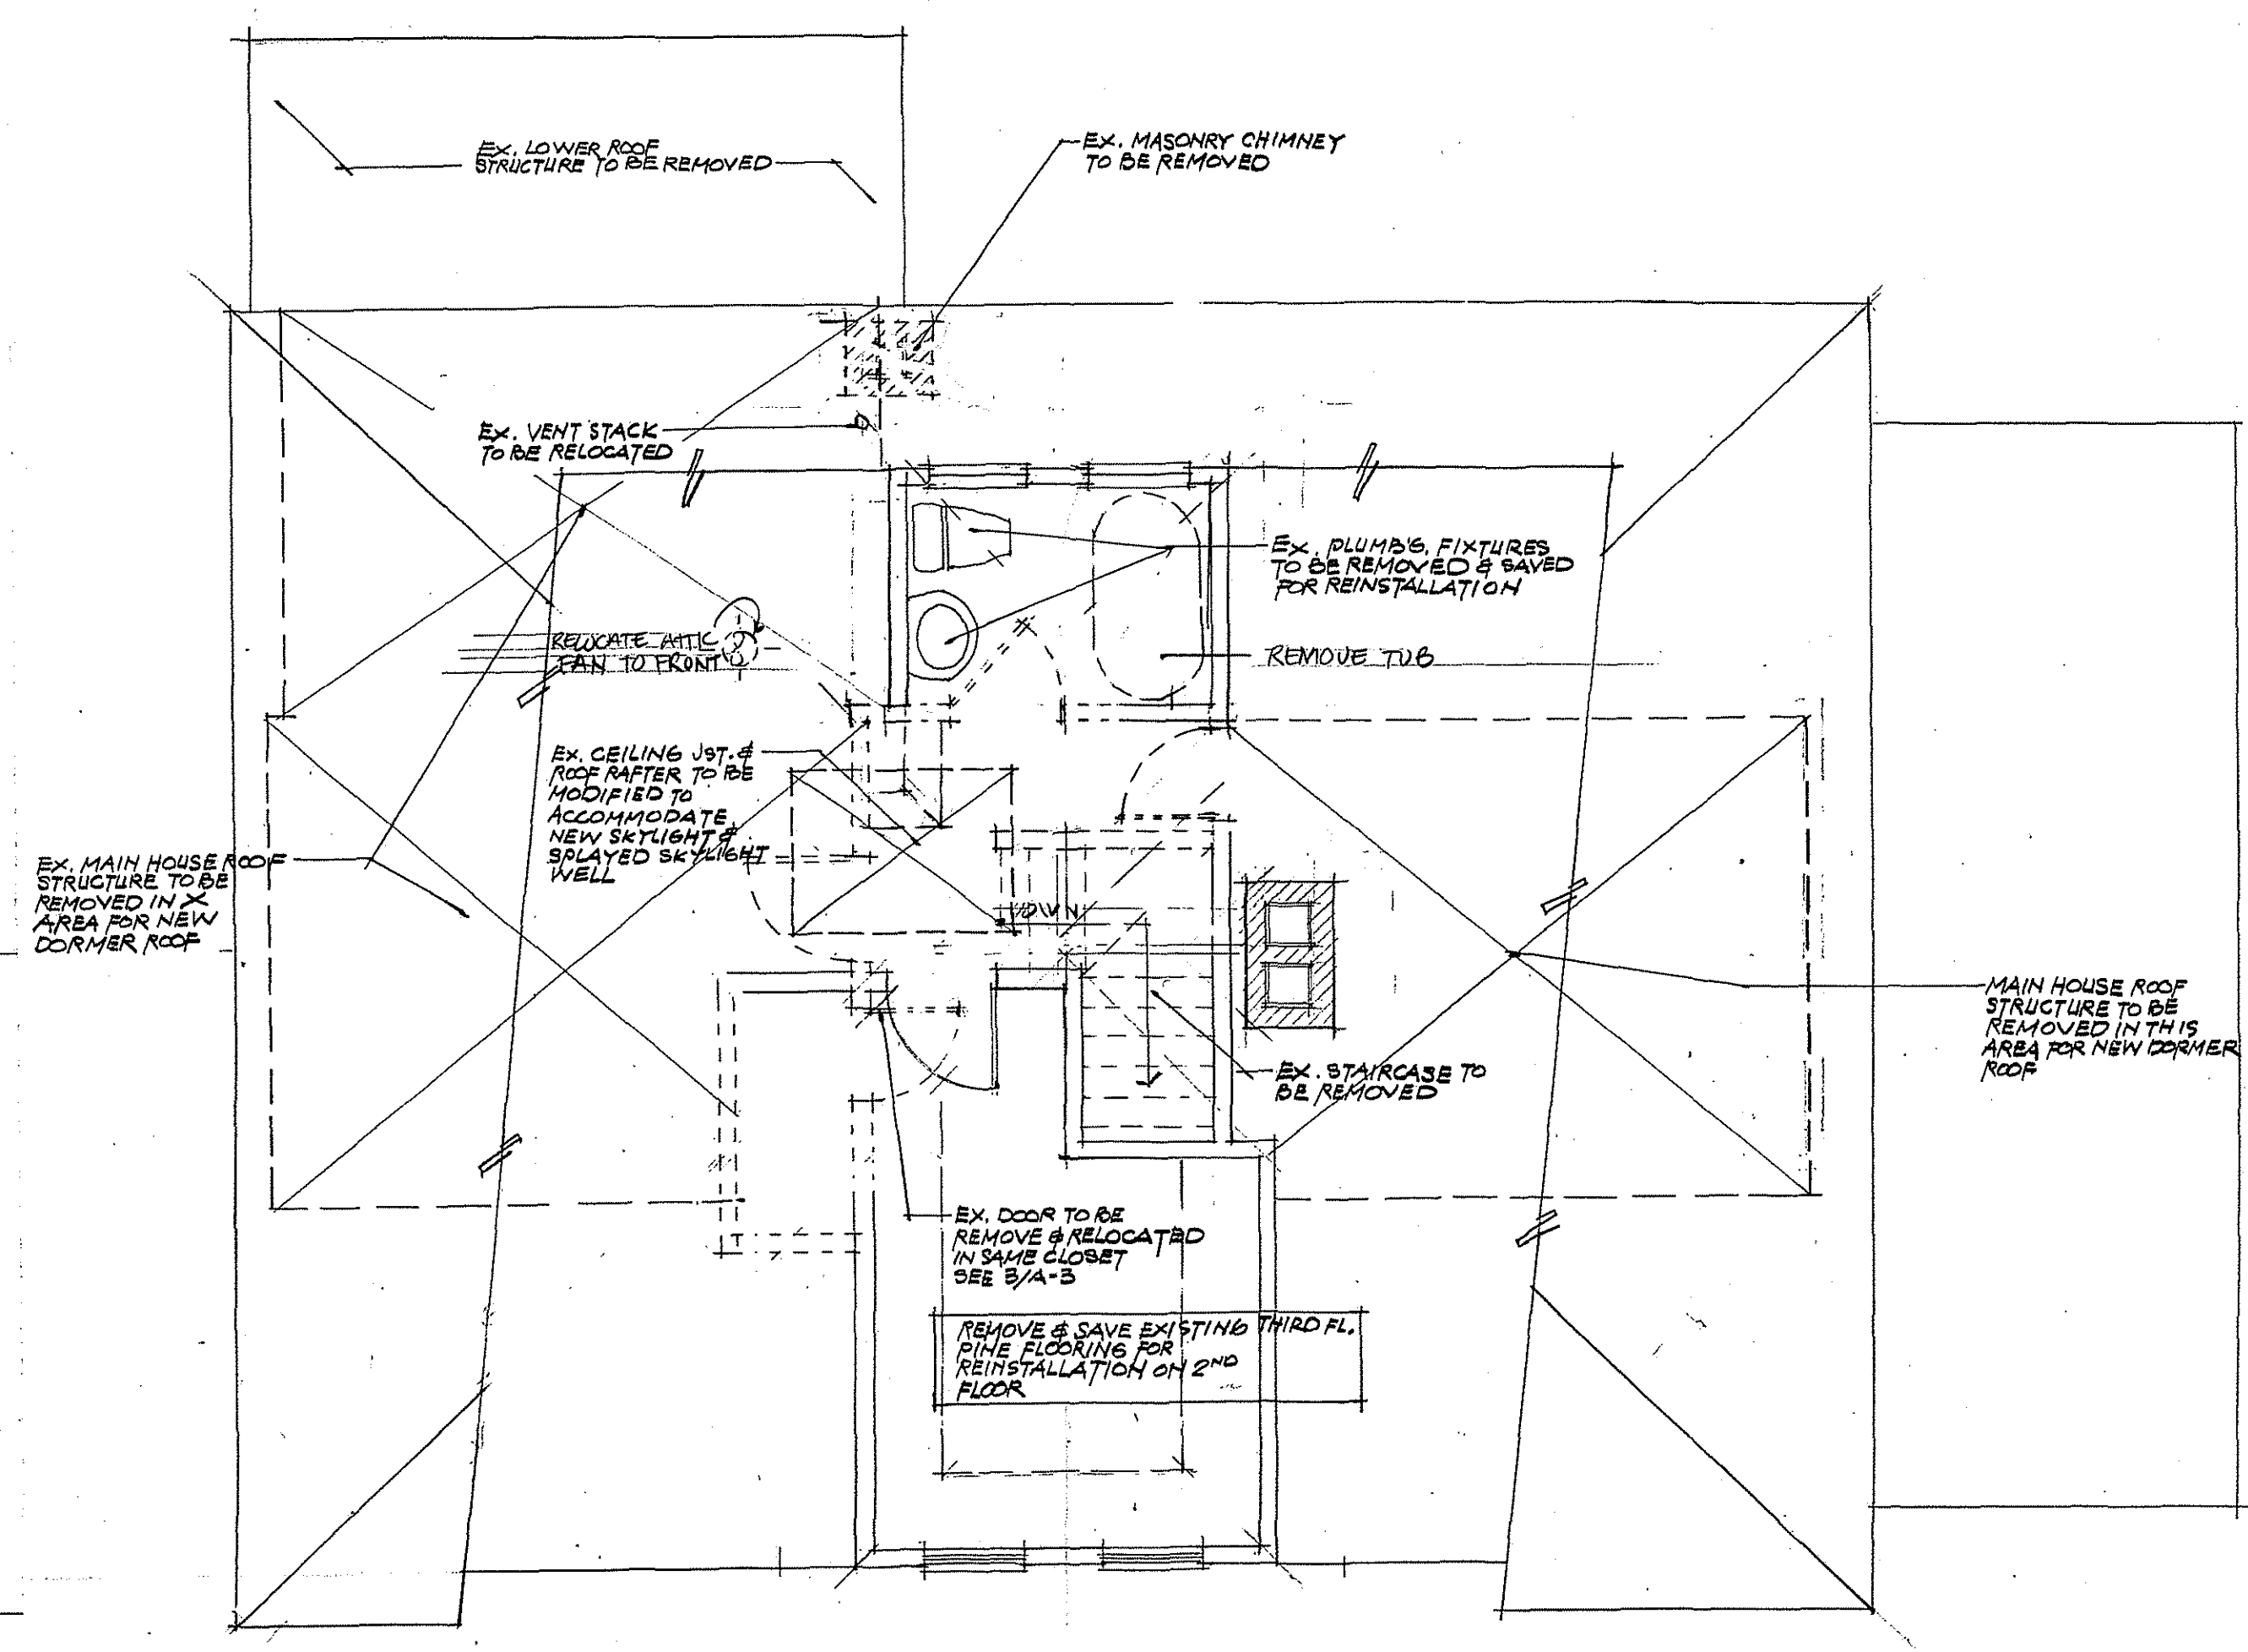 EX. LOWER ROOF
STRUCTURE TO BE REMOVED
EX. MASONRY CHIMNEY
TO BE REMOVED
EX. VENT STACK
TO BE RELOCATED
EX. PLUMB'G. FIXTURES
TO BE REMOVED & SAVED
FOR REINSTALLATION
RELOCATE ATTIC
FAN TO FRONT
REMOVE TUB
EX. CEILING JST. &
ROOF RAFTER TO BE
MODIFIED TO
ACCOMMODATE
NEW SKYLIGHT &
SPLAYED SKYLIGHT
WELL
EX. MAIN HOUSE ROOF
STRUCTURE TO BE
REMOVED IN X
AREA FOR NEW
DORMER ROOF
DOWN
MAIN HOUSE ROOF
STRUCTURE TO BE
REMOVED IN THIS
AREA FOR NEW DORMER
ROOF
EX. STAIRCASE TO
BE REMOVED
EX. DOOR TO BE
REMOVE & RELOCATED
IN SAME CLOSET
SEE 3/A-3
REMOVE & SAVE EXISTING THIRD FL.
PINE FLOORING FOR
REINSTALLATION ON 2ND
FLOOR